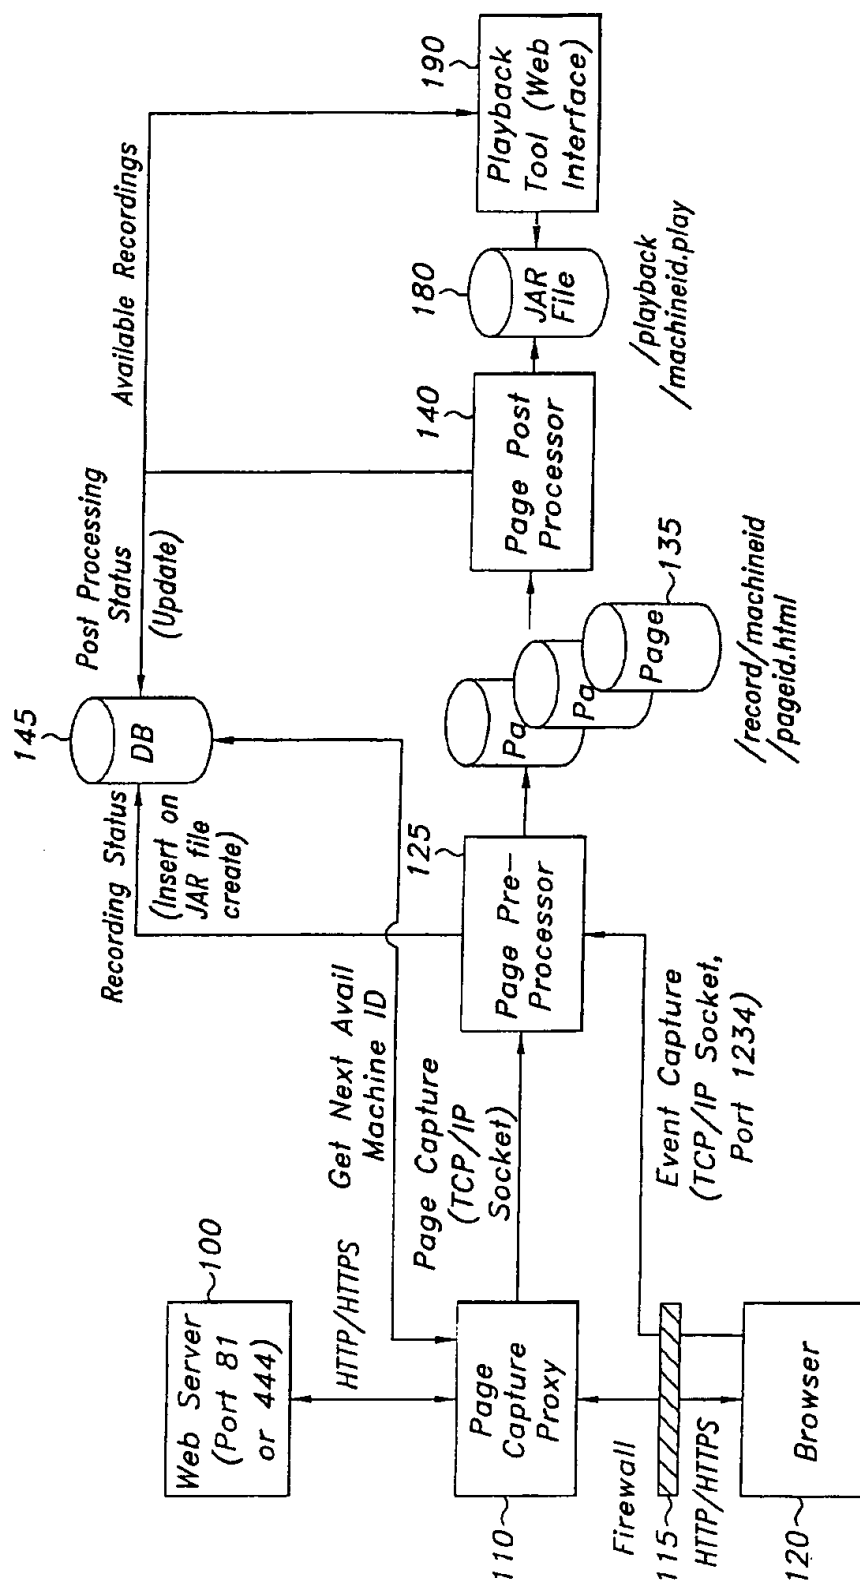 Web Server
(Port 81
or 444)
100
HTTP/HTTPS
Get Next Avail
Machine ID
Recording Status
(Insert on
JAR file
create)
145
DB
Post Processing
Status
(Update)
Available Recordings
110
Page
Capture
Proxy
Page Capture
(TCP/IP
Socket)
125
Page Pre-
Processor
Pa
Pa
Page
135
/record/machineid
/pageid.html
140
Page Post
Processor
180
JAR
File
/playback
/machineid.play
190
Playback
Tool (Web
Interface)
Firewall
115
HTTP/HTTPS
Event Capture
(TCP/IP Socket,
Port 1234)
120
Browser